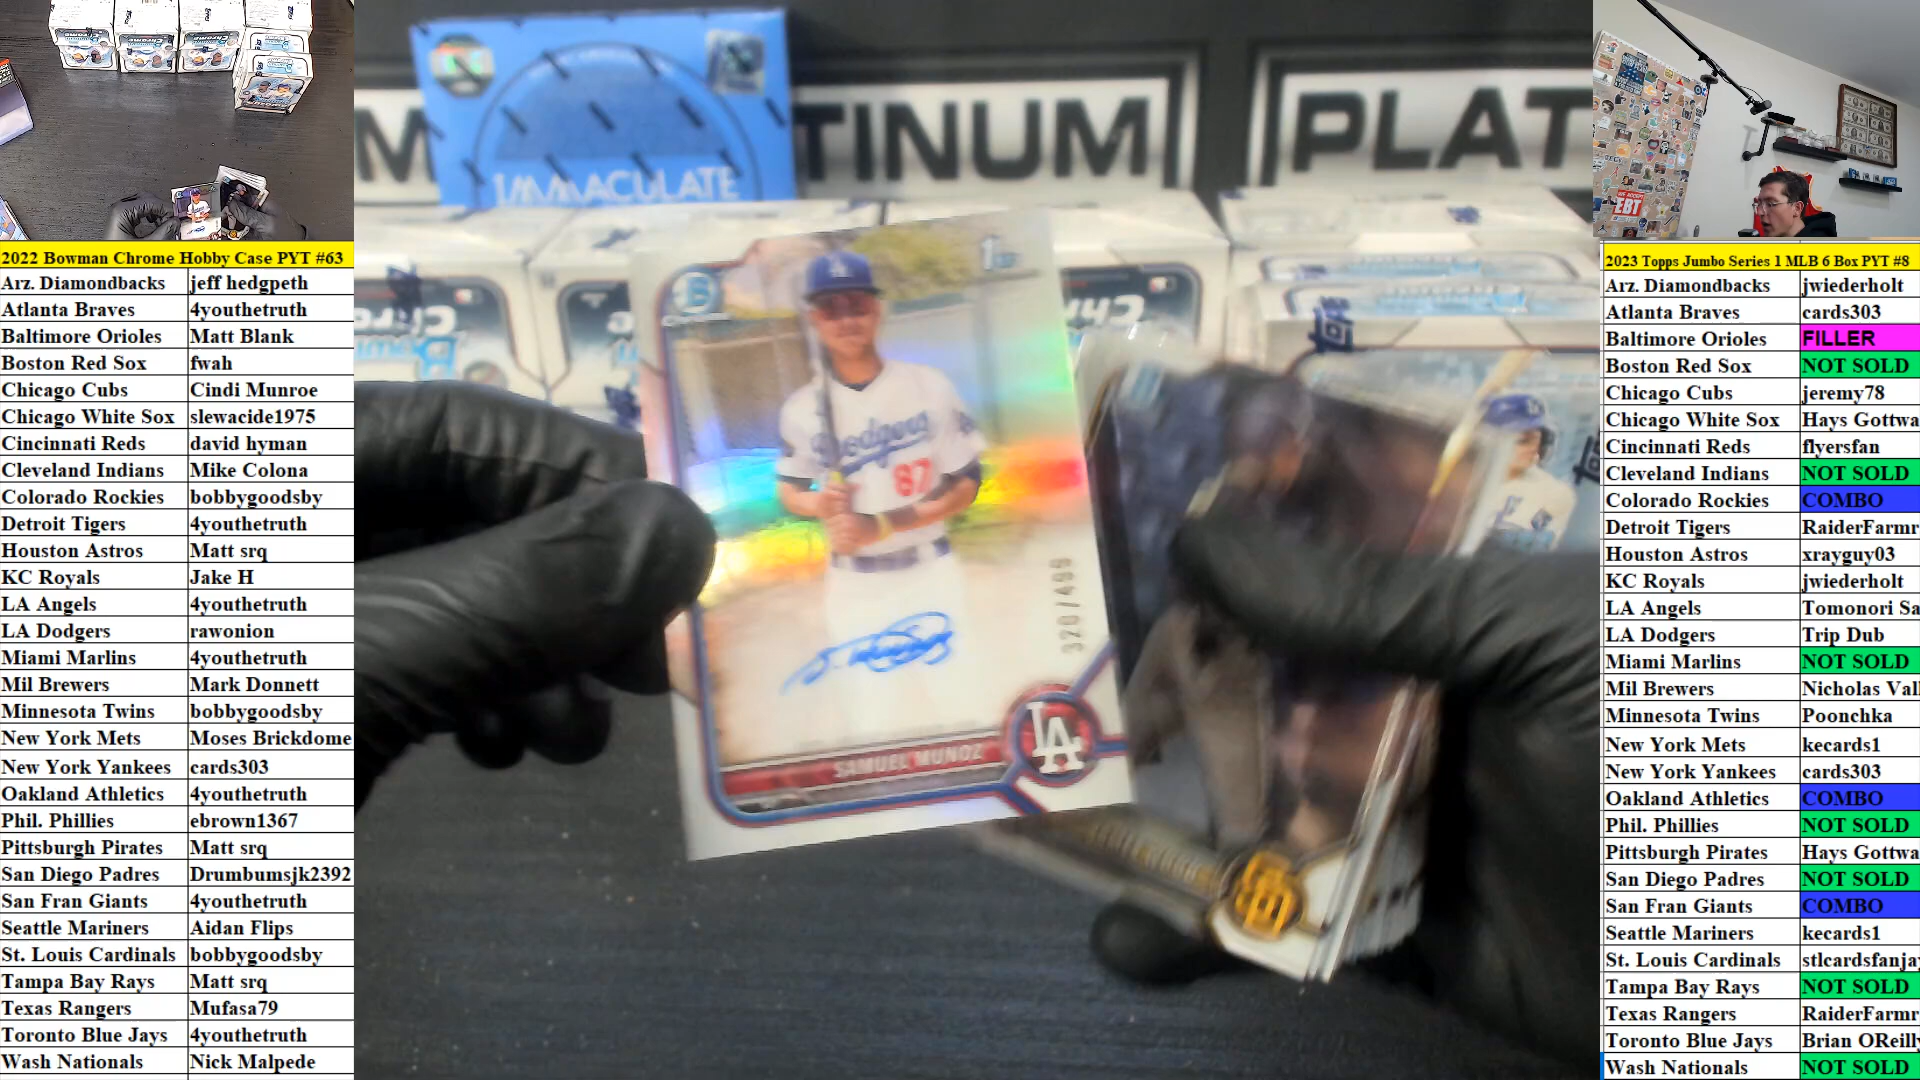 2022 Bowman Chrome Hobby Case PYT #63
Arz. Diamondbacks jeff hedgpeth
Atlanta Braves 4youthetruth
Baltimore Orioles Matt Blank
Boston Red Sox fwah
Chicago Cubs Cindi Munroe
Chicago White Sox slewacide1975
Cincinnati Reds david hyman
Cleveland Indians Mike Colona
Colorado Rockies bobbygoodsby
Detroit Tigers 4youthetruth
Houston Astros Matt srq
KC Royals Jake H
LA Angels 4youthetruth
LA Dodgers rawonion
Miami Marlins 4youthetruth
Mil Brewers Mark Donnett
Minnesota Twins bobbygoodsby
New York Mets Moses Brickdome
New York Yankees cards303
Oakland Athletics 4youthetruth
Phil. Phillies ebrown1367
Pittsburgh Pirates Matt srq
San Diego Padres Drumbumsjk2392
San Fran Giants 4youthetruth
Seattle Mariners Aidan Flips
St. Louis Cardinals bobbygoodsby
Tampa Bay Rays Matt srq
Texas Rangers Mufasa79
Toronto Blue Jays 4youthetruth
Wash Nationals Nick Malpede
TINUM PLAT
IMMACULATE
Dodgers
87
320/499
SAMUEL MUNOZ
LA
EBT
2023 Topps Jumbo Series 1 MLB 6 Box PYT #8
Arz. Diamondbacks jwiederholt
Atlanta Braves cards303
Baltimore Orioles FILLER
Boston Red Sox NOT SOLD
Chicago Cubs jeremy78
Chicago White Sox Hays Gottwa
Cincinnati Reds flyersfan
Cleveland Indians NOT SOLD
Colorado Rockies COMBO
Detroit Tigers RaiderFarmr
Houston Astros xrayguy03
KC Royals jwiederholt
LA Angels Tomonori Sa
LA Dodgers Trip Dub
Miami Marlins NOT SOLD
Mil Brewers Nicholas Val
Minnesota Twins Poonchka
New York Mets kecards1
New York Yankees cards303
Oakland Athletics COMBO
Phil. Phillies NOT SOLD
Pittsburgh Pirates Hays Gottwa
San Diego Padres NOT SOLD
San Fran Giants COMBO
Seattle Mariners kecards1
St. Louis Cardinals stlcardsfanja
Tampa Bay Rays NOT SOLD
Texas Rangers RaiderFarmr
Toronto Blue Jays Brian OReilly
Wash Nationals NOT SOLD